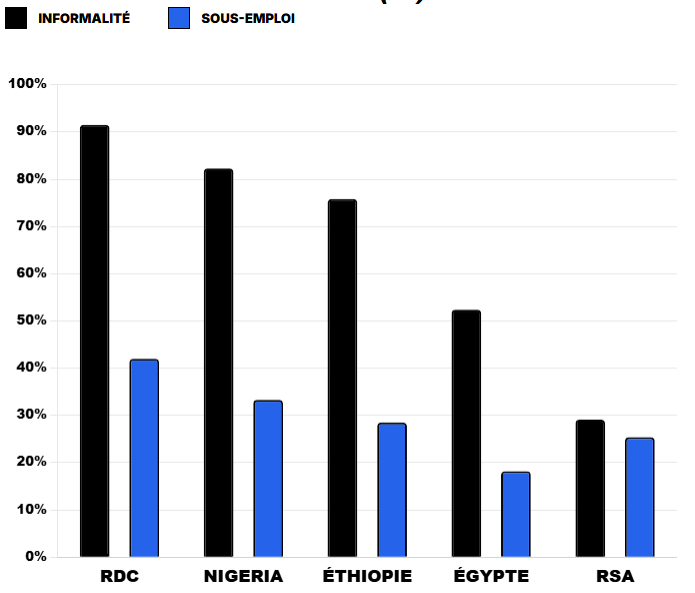 INFORMALITÉ
SOUS-EMPLOI
100%
90%
80%
70%
60%
50%
40%
30%
20%
10%
0%
RDC
NIGERIA
ÉTHIOPIE
ÉGYPTE
RSA